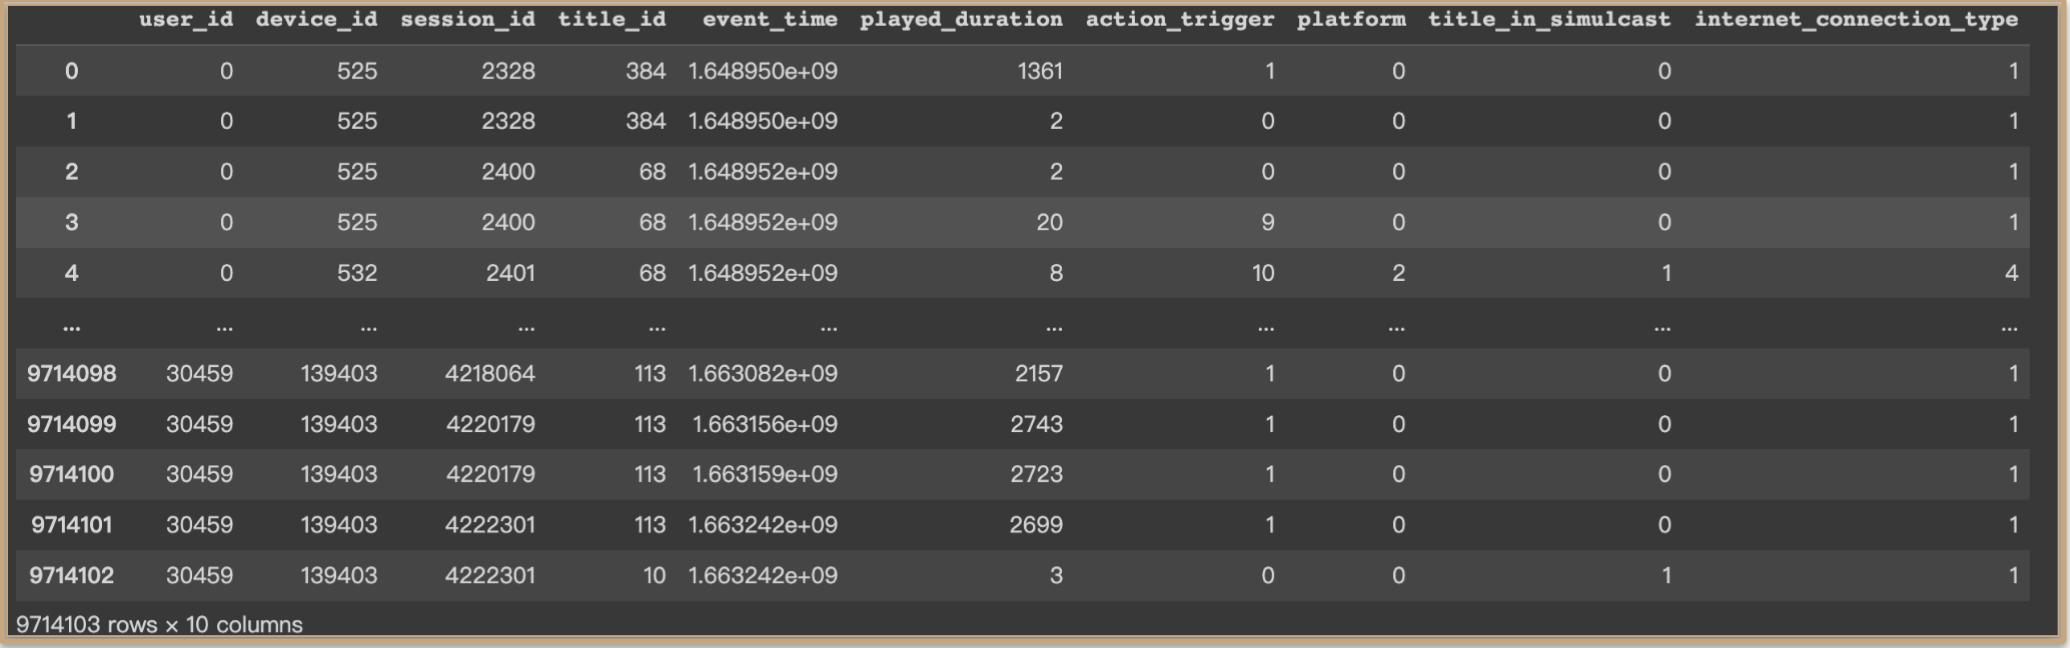 user_id device_id session_id title_id event_time played_duration action_trigger platform title_in_simulcast internet_connection_type
0 0 525 2328 384 1.648950e+09 1361 1 0 0 1
1 0 525 2328 384 1.648950e+09 2 0 0 0 1
2 0 525 2400 68 1.648952e+09 2 0 0 0 1
3 0 525 2400 68 1.648952e+09 20 9 0 0 1
4 0 532 2401 68 1.648952e+09 8 10 2 1 4
... ... ... ... ... ... ... ... ... ... ...
9714098 30459 139403 4218064 113 1.663082e+09 2157 1 0 0 1
9714099 30459 139403 4220179 113 1.663156e+09 2743 1 0 0 1
9714100 30459 139403 4220179 113 1.663159e+09 2723 1 0 0 1
9714101 30459 139403 4222301 113 1.663242e+09 2699 1 0 0 1
9714102 30459 139403 4222301 10 1.663242e+09 3 0 0 1 1
9714103 rows × 10 columns